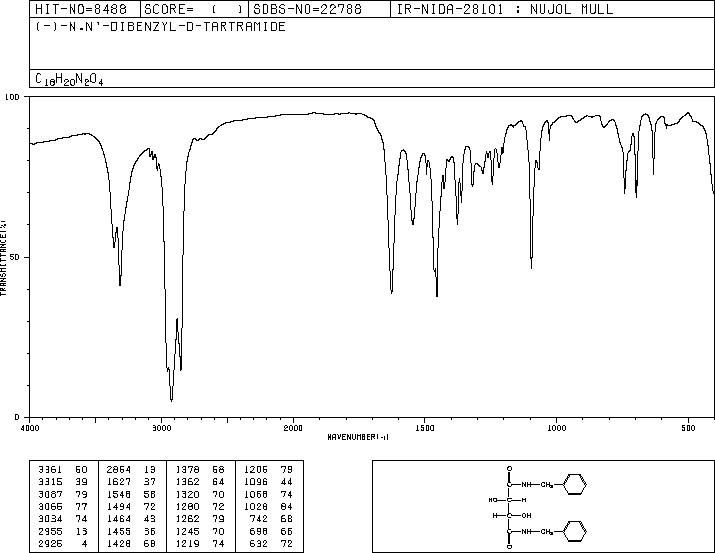 HIT-NO=8488 SCORE= ( ) SDBS-NO=22788 IR-NIDA-28101 : NUJOL MULL
(-)-N,N'-DIBENZYL-D-TARTRAMIDE
C18H20N2O4
100
50
0
TRANSMITTANCE(%)
4000 3000 2000 1500 1000 500
WAVENUMBER(-1)
3361 50 2864 13 1378 58 1206 79
3315 39 1627 37 1362 64 1096 44
3087 79 1548 58 1320 70 1068 74
3066 77 1494 72 1280 72 1028 84
3034 74 1464 43 1262 79 742 68
2955 13 1455 36 1245 70 698 66
2925 4 1428 68 1219 74 632 72
O
C NH CH2
HO C H
H C OH
C NH CH2
O